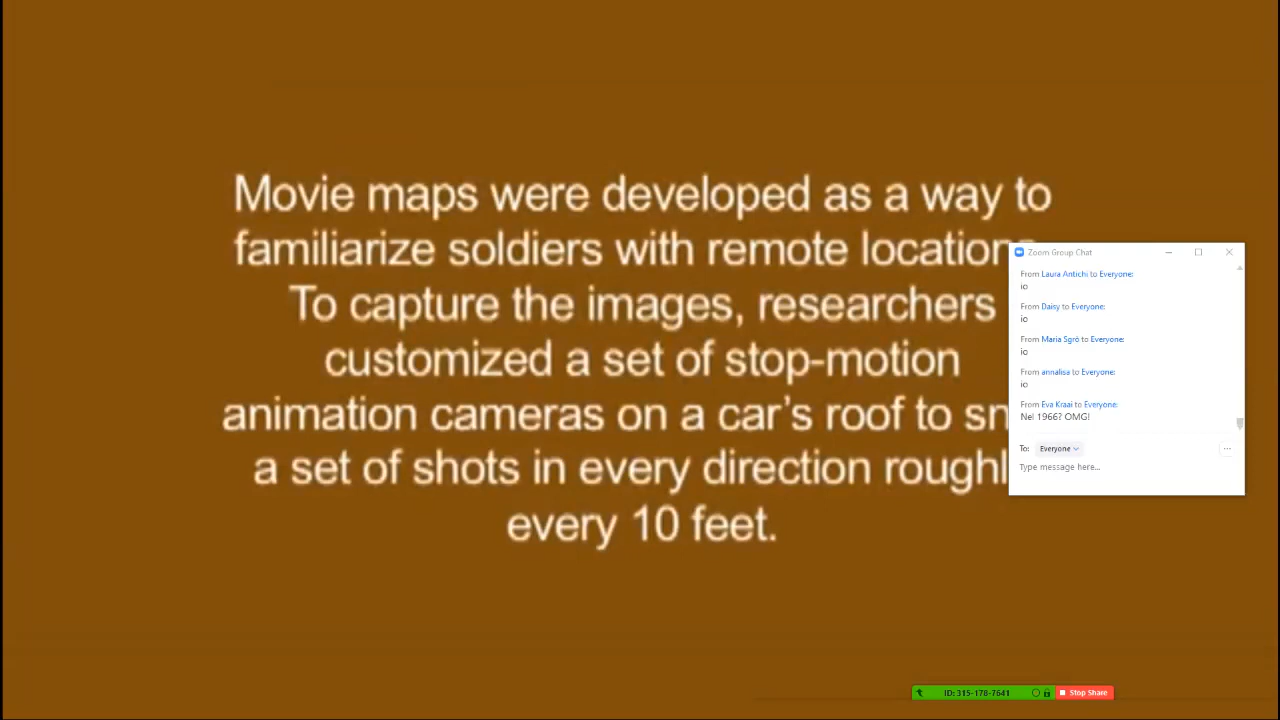 Movie maps were developed as a way to
familiarize soldiers with remote
To capture the images, researchers
customized a set of stop-motion
animation cameras on a car's roof to
a set of shots in every direction
every 10 feet.
Zoom Group Chat
From Laura Antichi to Everyone:
io
From Daisy to Everyone:
io
From Maria Sgrò to Everyone:
io
From annalisa to Everyone:
io
From Eva Kraai to Everyone:
Nel 1966? OMG!
To: Everyone
Type message here...
ID: 315-178-7641
Stop Share